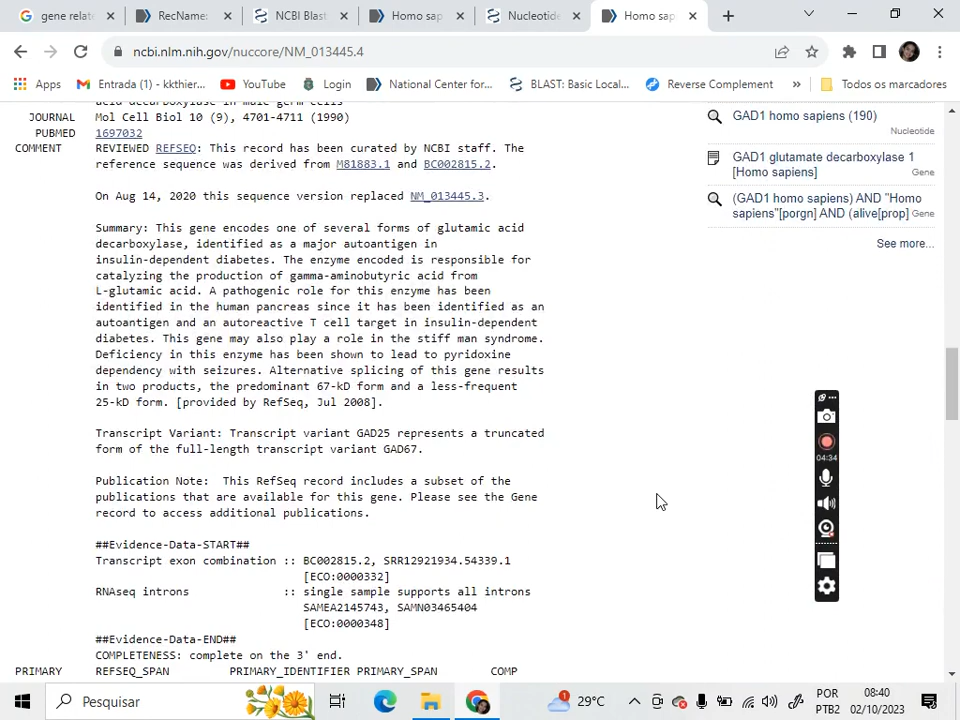 gene relate
RecName:
NCBI Blast
Homo sap
Nucleotide
Homo sap
ncbi.nlm.nih.gov/nuccore/NM_013445.4
Apps
Entrada (1) - kkthier...
YouTube
Login
National Center for...
BLAST: Basic Local...
Reverse Complement
»
Todos os marcadores
acid decarboxylase in male germ cells
JOURNAL Mol Cell Biol 10 (9), 4701-4711 (1990)
PUBMED 1697032
COMMENT REVIEWED REFSEQ: This record has been curated by NCBI staff. The
reference sequence was derived from M81883.1 and BC002815.2.
On Aug 14, 2020 this sequence version replaced NM_013445.3.
Summary: This gene encodes one of several forms of glutamic acid
decarboxylase, identified as a major autoantigen in
insulin-dependent diabetes. The enzyme encoded is responsible for
catalyzing the production of gamma-aminobutyric acid from
L-glutamic acid. A pathogenic role for this enzyme has been
identified in the human pancreas since it has been identified as an
autoantigen and an autoreactive T cell target in insulin-dependent
diabetes. This gene may also play a role in the stiff man syndrome.
Deficiency in this enzyme has been shown to lead to pyridoxine
dependency with seizures. Alternative splicing of this gene results
in two products, the predominant 67-kD form and a less-frequent
25-kD form. [provided by RefSeq, Jul 2008].
Transcript Variant: Transcript variant GAD25 represents a truncated
form of the full-length transcript variant GAD67.
Publication Note:  This RefSeq record includes a subset of the
publications that are available for this gene. Please see the Gene
record to access additional publications.
##Evidence-Data-START##
Transcript exon combination :: BC002815.2, SRR12921934.54339.1
[ECO:0000332]
RNAseq introns :: single sample supports all introns
SAMEA2145743, SAMN03465404
[ECO:0000348]
##Evidence-Data-END##
COMPLETENESS: complete on the 3' end.
PRIMARY REFSEQ_SPAN PRIMARY_IDENTIFIER PRIMARY_SPAN COMP
GAD1 homo sapiens (190)
Nucleotide
GAD1 glutamate decarboxylase 1
[Homo sapiens]
Gene
(GAD1 homo sapiens) AND "Homo
sapiens"[porgn] AND (alive[prop]
Gene
See more...
04:34
Pesquisar
1
29°C
POR
PTB2
08:40
02/10/2023